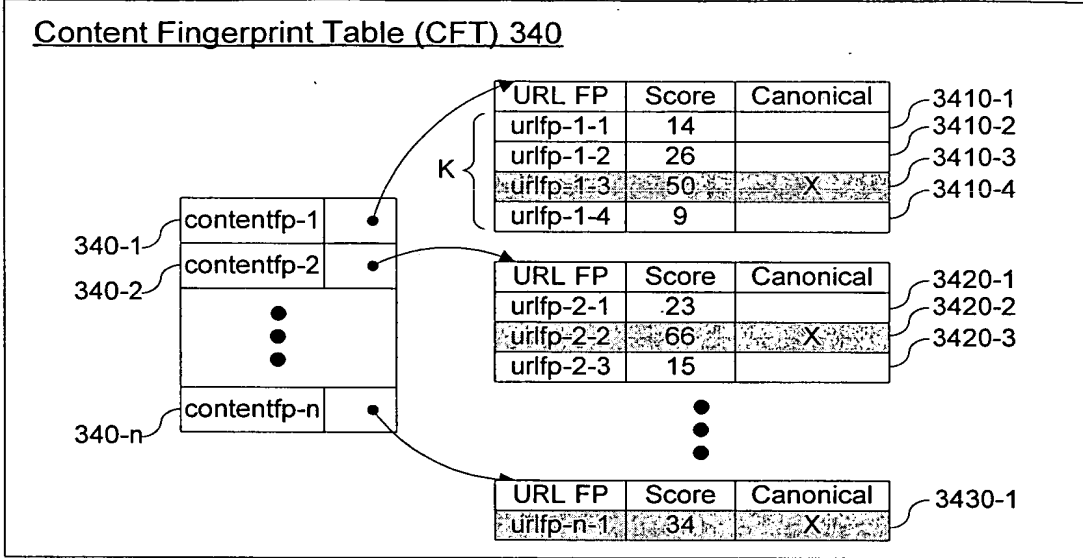 Content Fingerprint Table (CFT) 340
URL FP Score Canonical
urlfp-1-1 14 3410-1
urlfp-1-2 26 3410-2
urlfp-1-3 50 X 3410-3
urlfp-1-4 9 3410-4
K
contentfp-1
340-1
contentfp-2
340-2
contentfp-n
340-n
URL FP Score Canonical
urlfp-2-1 23 3420-1
urlfp-2-2 66 X 3420-2
urlfp-2-3 15 3420-3
URL FP Score Canonical
urlfp-n-1 34 X 3430-1